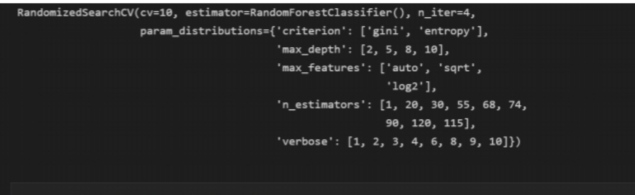 RandomizedSearchCV(cv=10, estimator=RandomForestClassifier(), n_iter=4,
param_distributions={'criterion': ['gini', 'entropy'],
'max_depth': [2, 5, 8, 10],
'max_features': ['auto', 'sqrt',
'log2'],
'n_estimators': [1, 20, 30, 55, 68, 74,
90, 120, 115],
'verbose': [1, 2, 3, 4, 6, 8, 9, 10]})